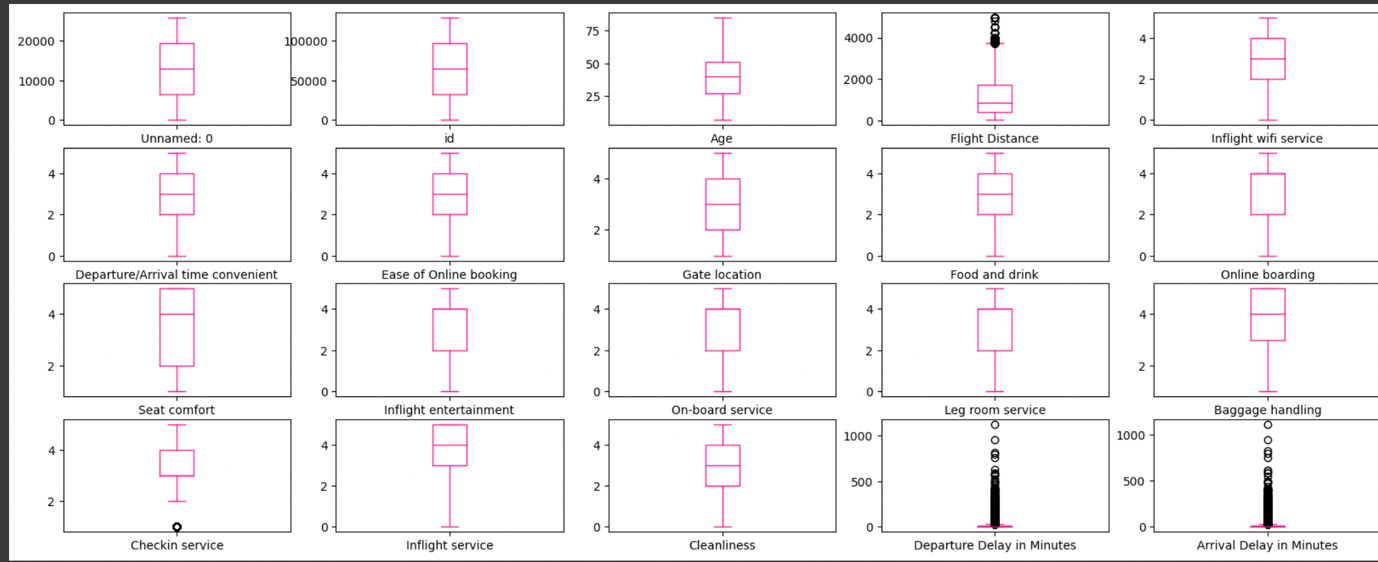 20000
10000
0
Unnamed: 0
100000
50000
0
id
75
50
25
Age
4000
2000
0
Flight Distance
4
2
0
Inflight wifi service
4
2
0
Departure/Arrival time convenient
4
2
0
Ease of Online booking
4
2
Gate location
4
2
0
Food and drink
4
2
0
Online boarding
4
2
Seat comfort
4
2
0
Inflight entertainment
4
2
0
On-board service
4
2
0
Leg room service
4
2
Baggage handling
4
2
Checkin service
4
2
0
Inflight service
4
2
0
Cleanliness
1000
500
0
Departure Delay in Minutes
1000
500
0
Arrival Delay in Minutes